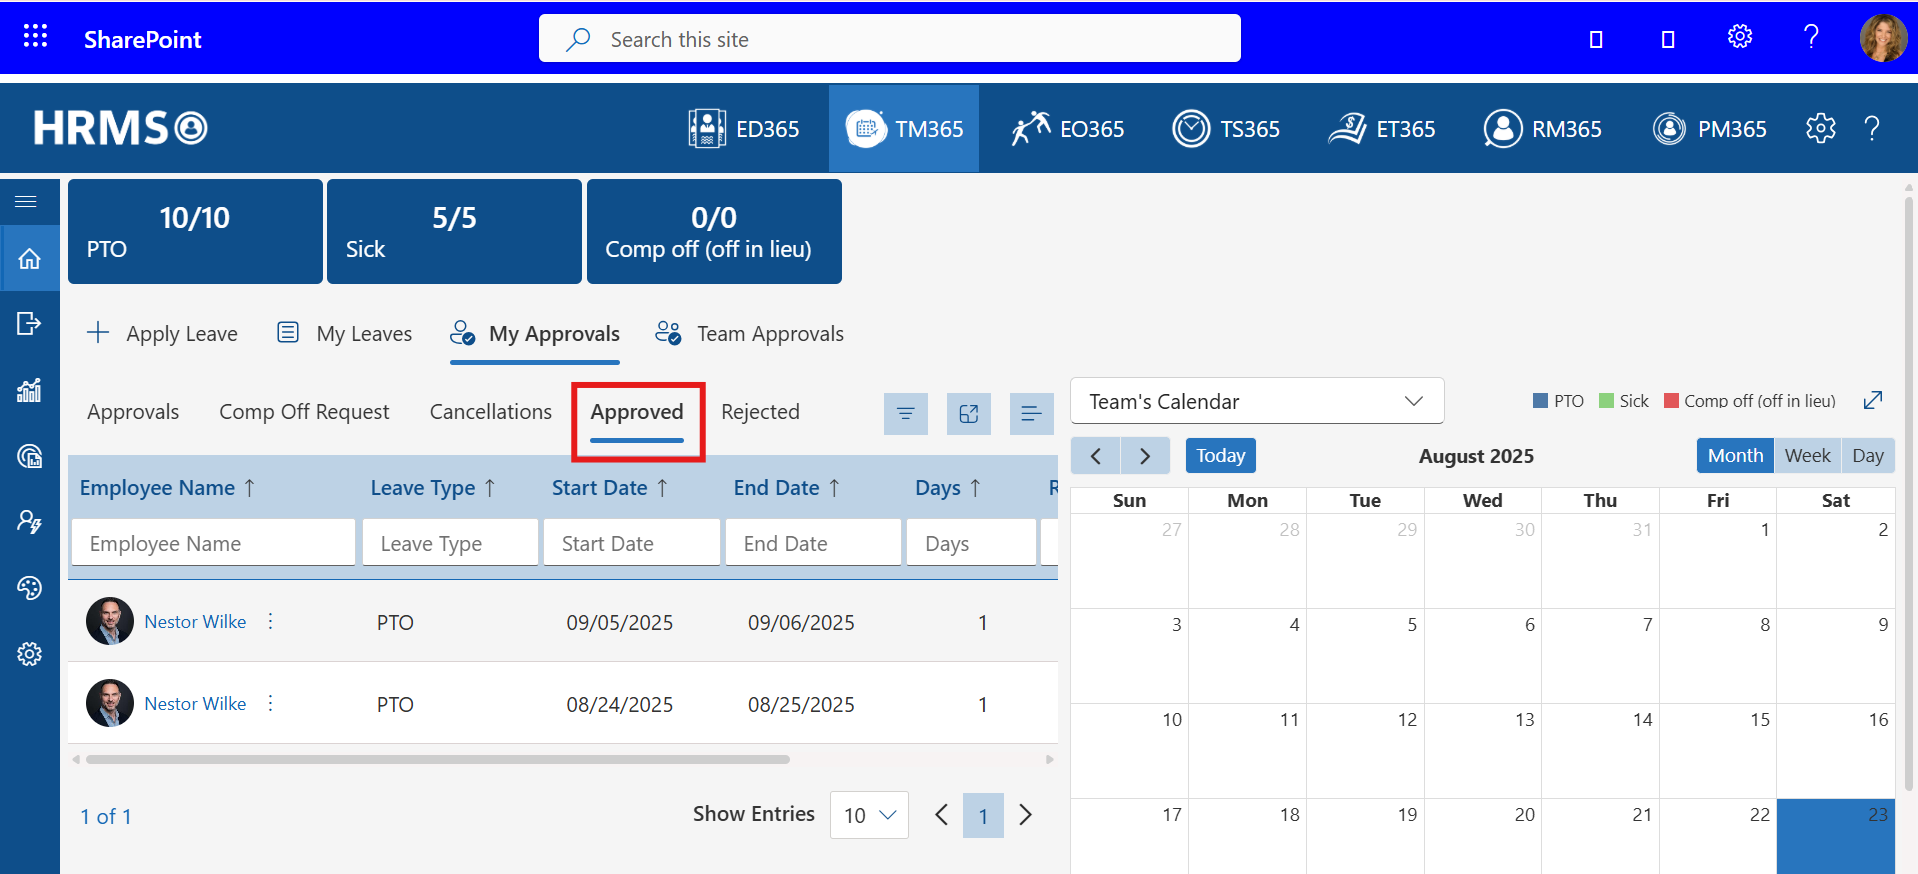 SharePoint
Search this site
HRMS
ED365
TM365
EO365
TS365
ET365
RM365
PM365
10/10
PTO
5/5
Sick
0/0
Comp off (off in lieu)
Apply Leave
My Leaves
My Approvals
Team Approvals
Approvals
Comp Off Request
Cancellations
Approved
Rejected
Employee Name ↑
Leave Type ↑
Start Date ↑
End Date ↑
Days ↑
Employee Name
Leave Type
Start Date
End Date
Days
Nestor Wilke
PTO
09/05/2025
09/06/2025
1
Nestor Wilke
PTO
08/24/2025
08/25/2025
1
1 of 1
Show Entries
10
1
Team's Calendar
PTO
Sick
Comp off (off in lieu)
Today
August 2025
Month
Week
Day
Sun
Mon
Tue
Wed
Thu
Fri
Sat
27
28
29
30
31
1
2
3
4
5
6
7
8
9
10
11
12
13
14
15
16
17
18
19
20
21
22
23